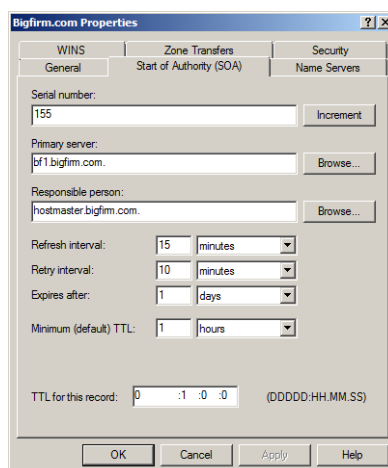 Bigfirm.com Properties
WINS Zone Transfers Security
General Start of Authority (SOA) Name Servers
Serial number:
155 Increment
Primary server:
bf1.bigfirm.com. Browse...
Responsible person:
hostmaster.bigfirm.com. Browse...
Refresh interval: 15 minutes
Retry interval: 10 minutes
Expires after: 1 days
Minimum (default) TTL: 1 hours
TTL for this record: 0 :1 :0 :0 (DDDDD:HH.MM.SS)
OK Cancel Apply Help